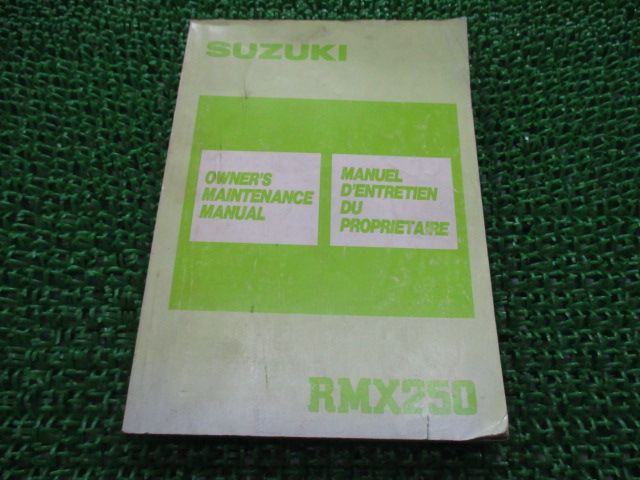 SUZUKI
OWNER'S
MAINTENANCE
MANUAL
MANUEL
D'ENTRETIEN
DU
PROPRIETAIRE
RMX250